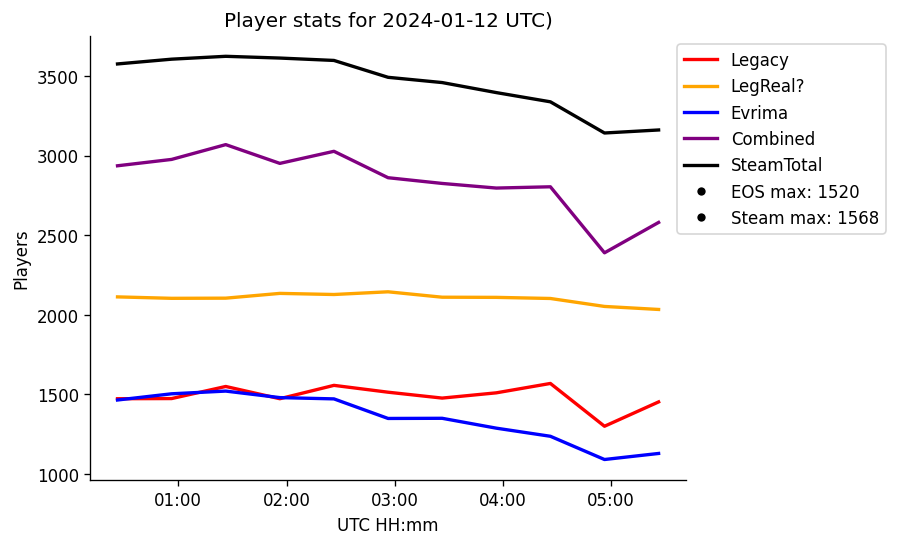 Player stats for 2024-01-12 UTC)
Legacy
LegReal?
Evrima
Combined
SteamTotal
EOS max: 1520
Steam max: 1568
Players
3500
3000
2500
2000
1500
1000
01:00 02:00 03:00 04:00 05:00
UTC HH:mm